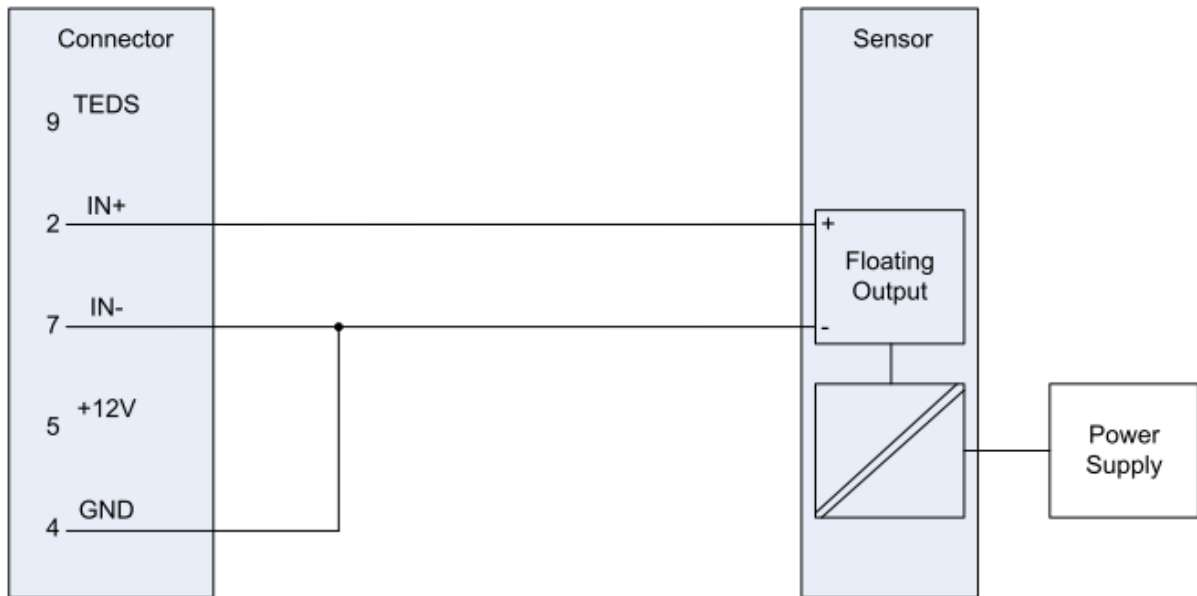 Connector
Sensor
TEDS
9
IN+
2
+
Floating
Output
IN-
7
-
+12V
5
Power
Supply
GND
4